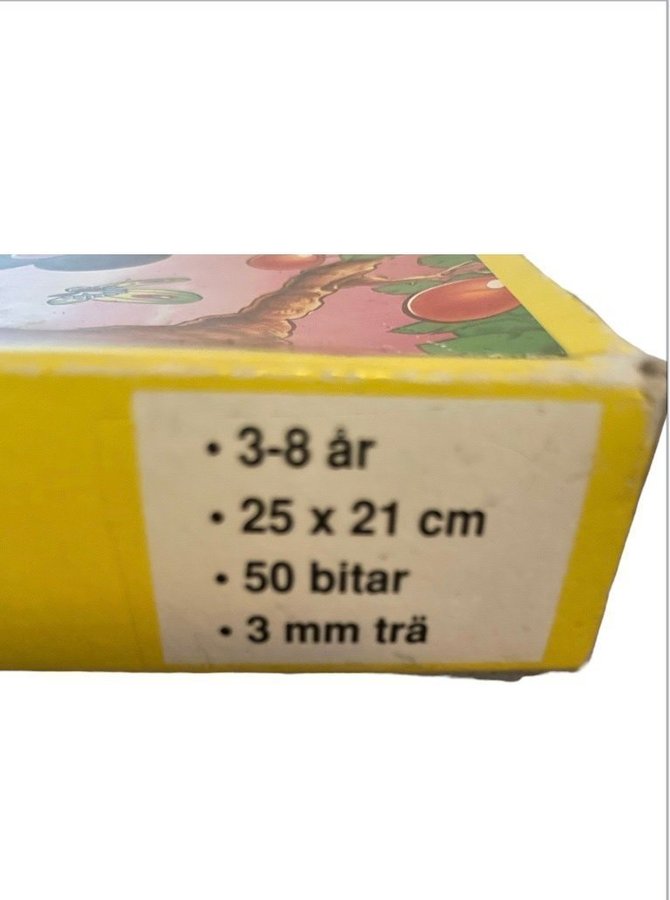 • 3-8 år
• 25 x 21 cm
• 50 bitar
• 3 mm trä